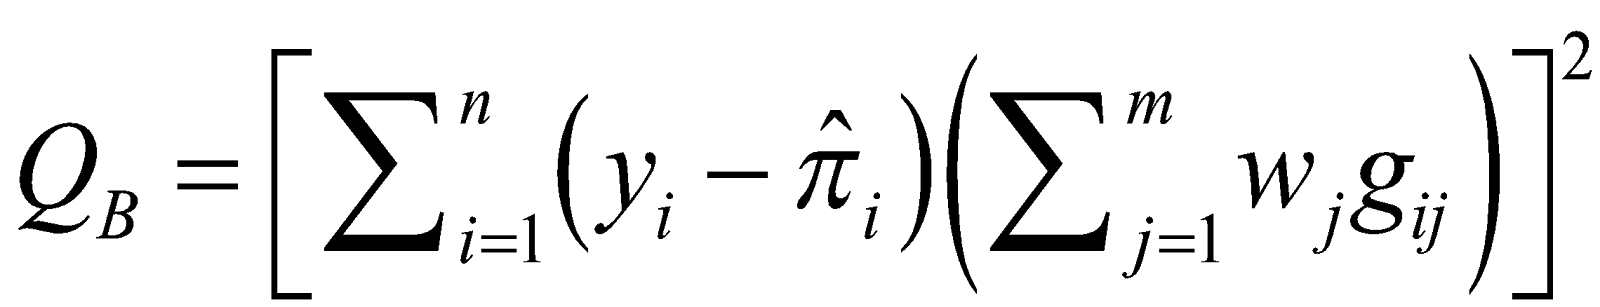 Q_B = [∑_{i=1}^{n} (y_i − π̂_i)(∑_{j=1}^{m} w_j g_{ij})]^2